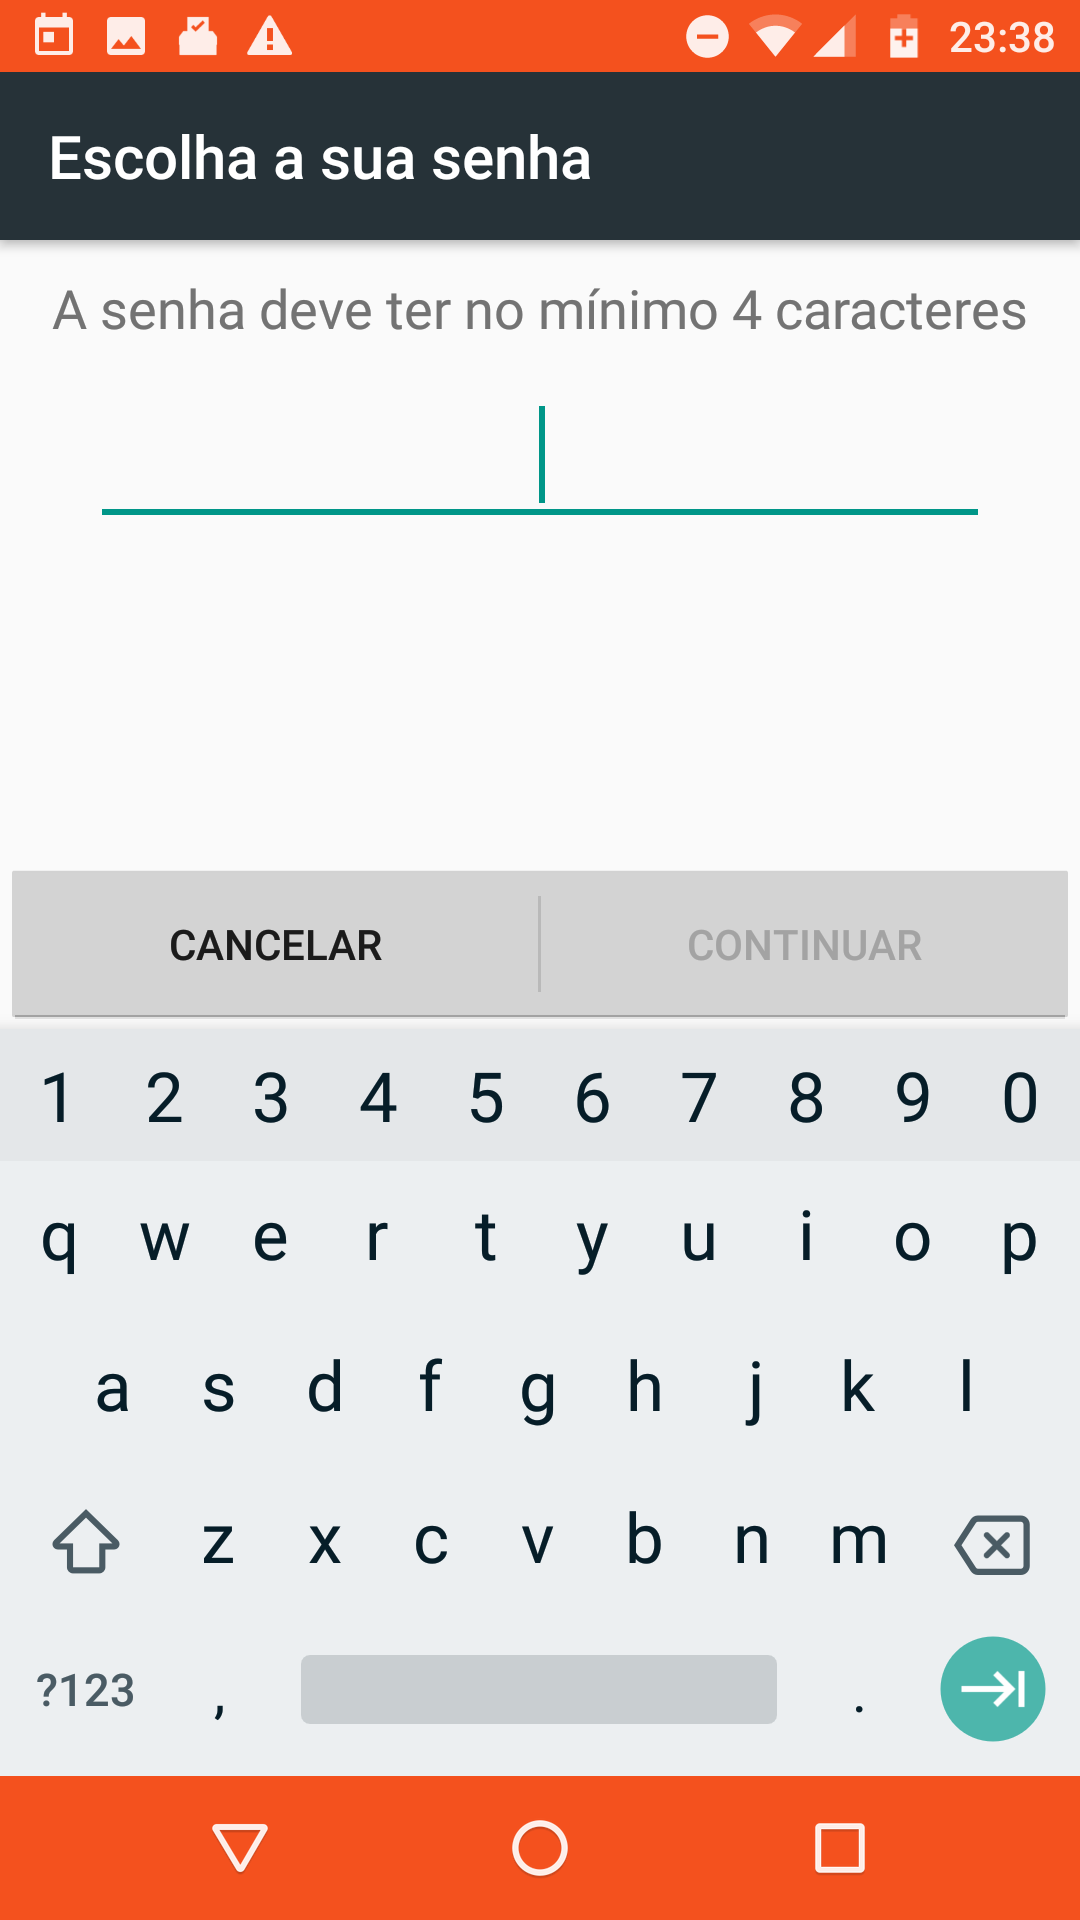 23:38
Escolha a sua senha
A senha deve ter no mínimo 4 caracteres
CANCELAR CONTINUAR
1 2 3 4 5 6 7 8 9 0
q w e r t y u i o p
a s d f g h j k l
z x c v b n m
?123 , .